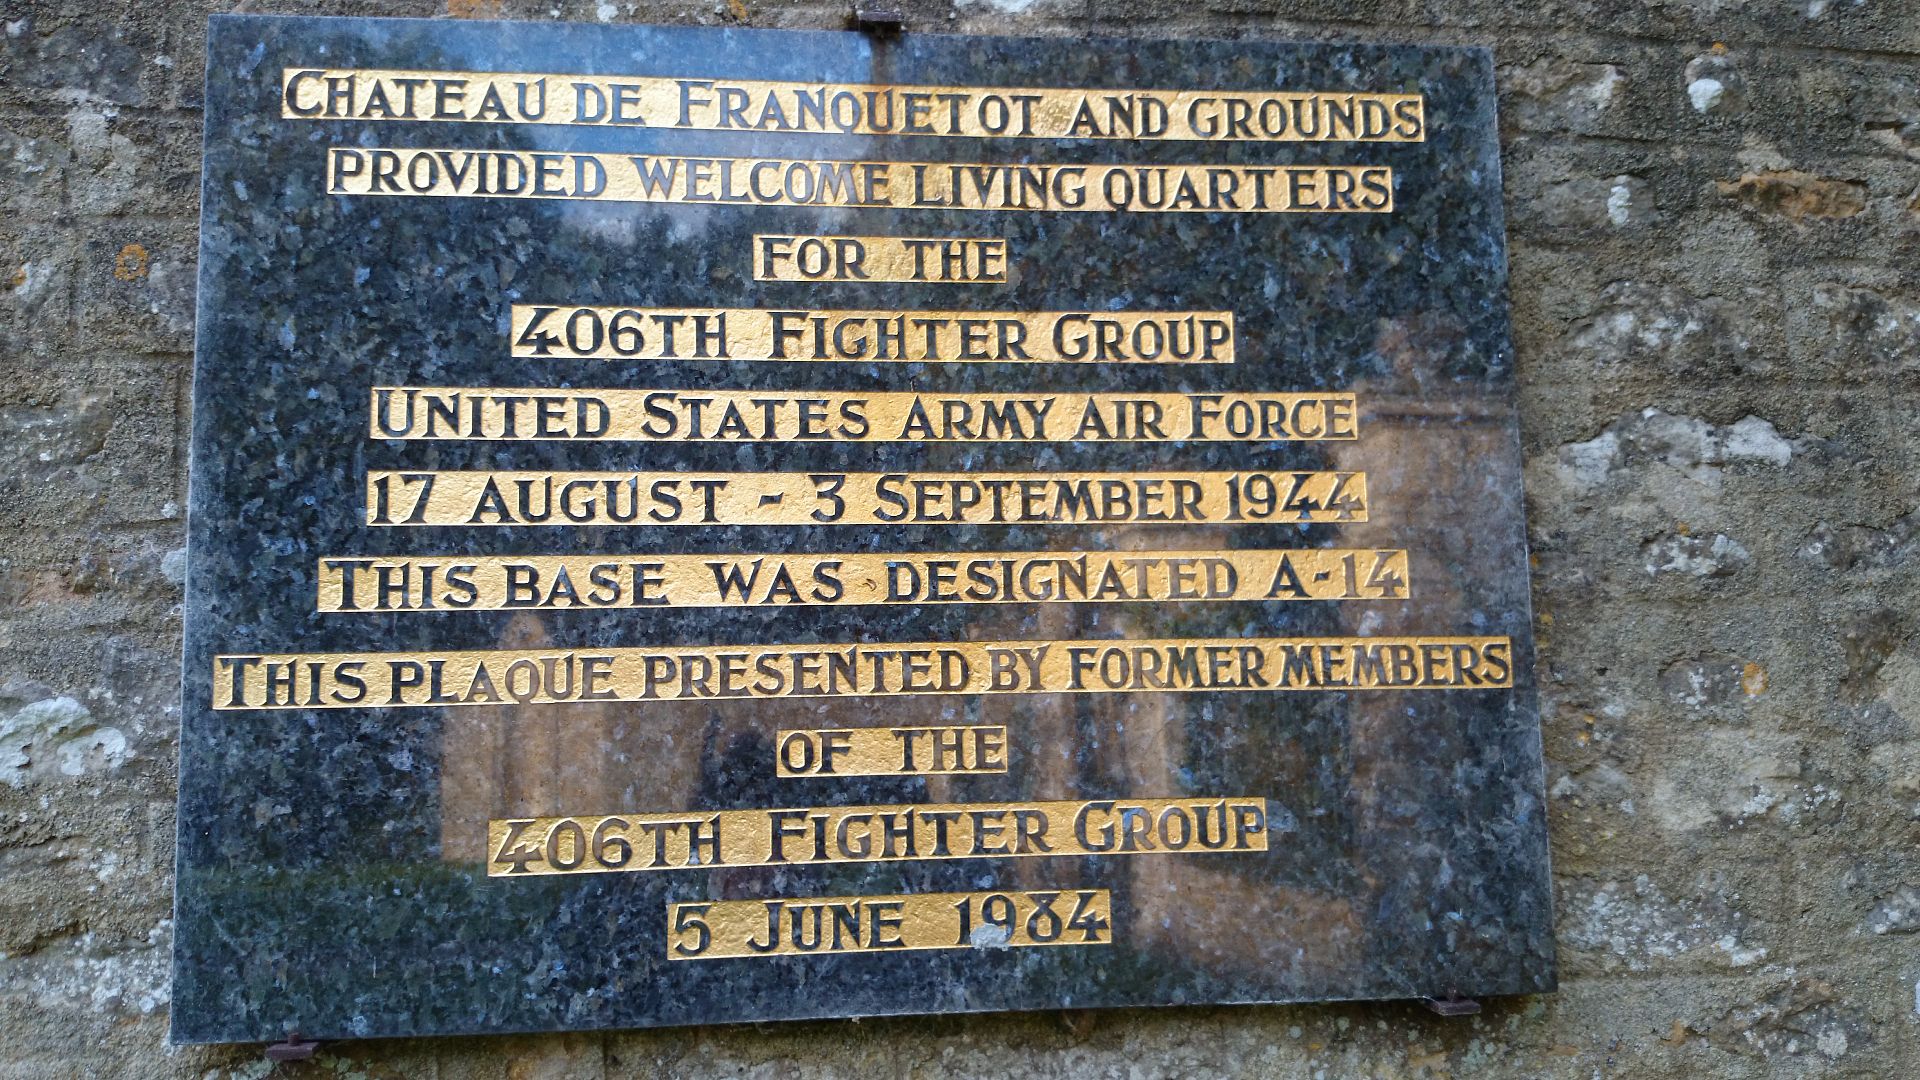 CHATEAU DE FRANQUETOT AND GROUNDS
PROVIDED WELCOME LIVING QUARTERS
FOR THE
406TH FIGHTER GROUP
UNITED STATES ARMY AIR FORCE
17 AUGUST - 3 SEPTEMBER 1944
THIS BASE WAS DESIGNATED A-14
THIS PLAQUE PRESENTED BY FORMER MEMBERS
OF THE
406TH FIGHTER GROUP
5 JUNE 1984